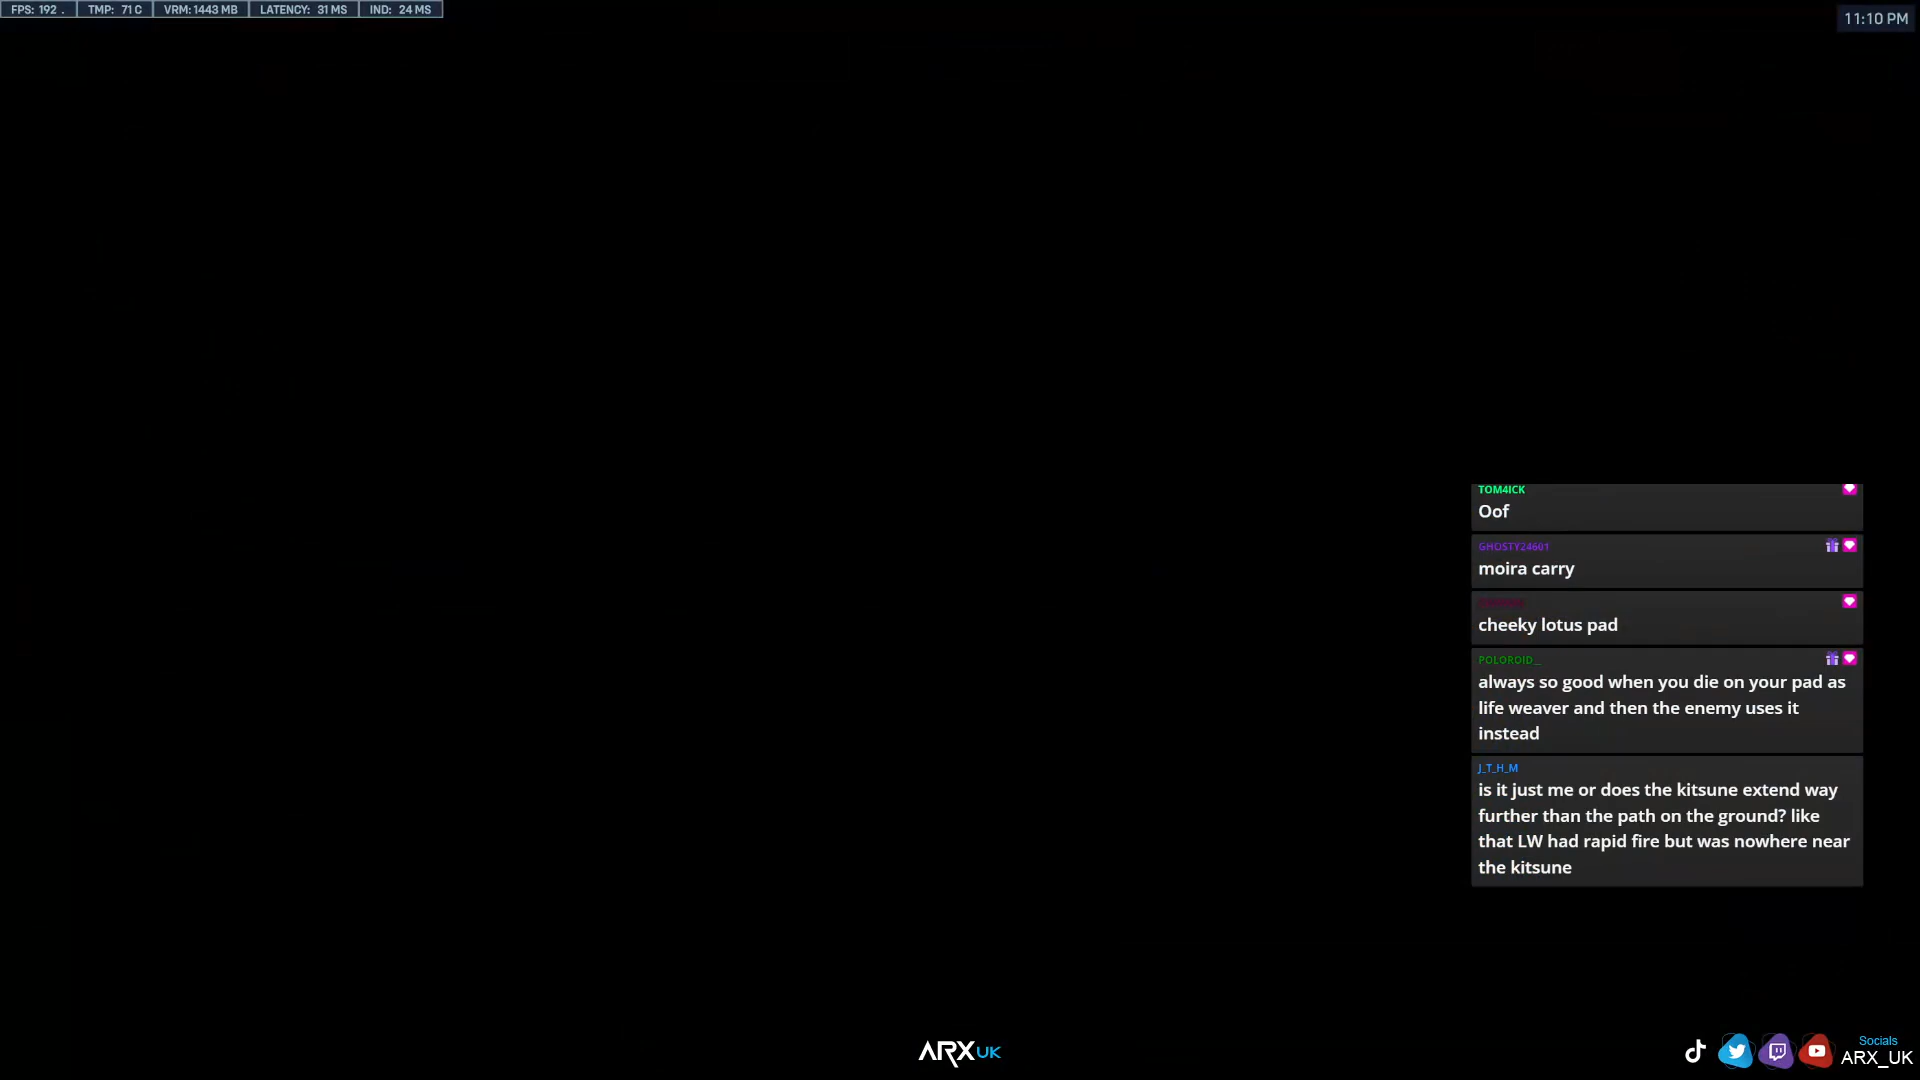 FPS: 192 . TMP: 71 C VRM: 1443 MB LATENCY: 31 MS IND: 24 MS
11:10 PM
TOM4ICK
Oof
GHOSTY24601
moira carry
cheeky lotus pad
POLOROID_
always so good when you die on your pad as
life weaver and then the enemy uses it
instead
J_T_H_M
is it just me or does the kitsune extend way
further than the path on the ground? like
that LW had rapid fire but was nowhere near
the kitsune
ARX UK
Socials
ARX_UK